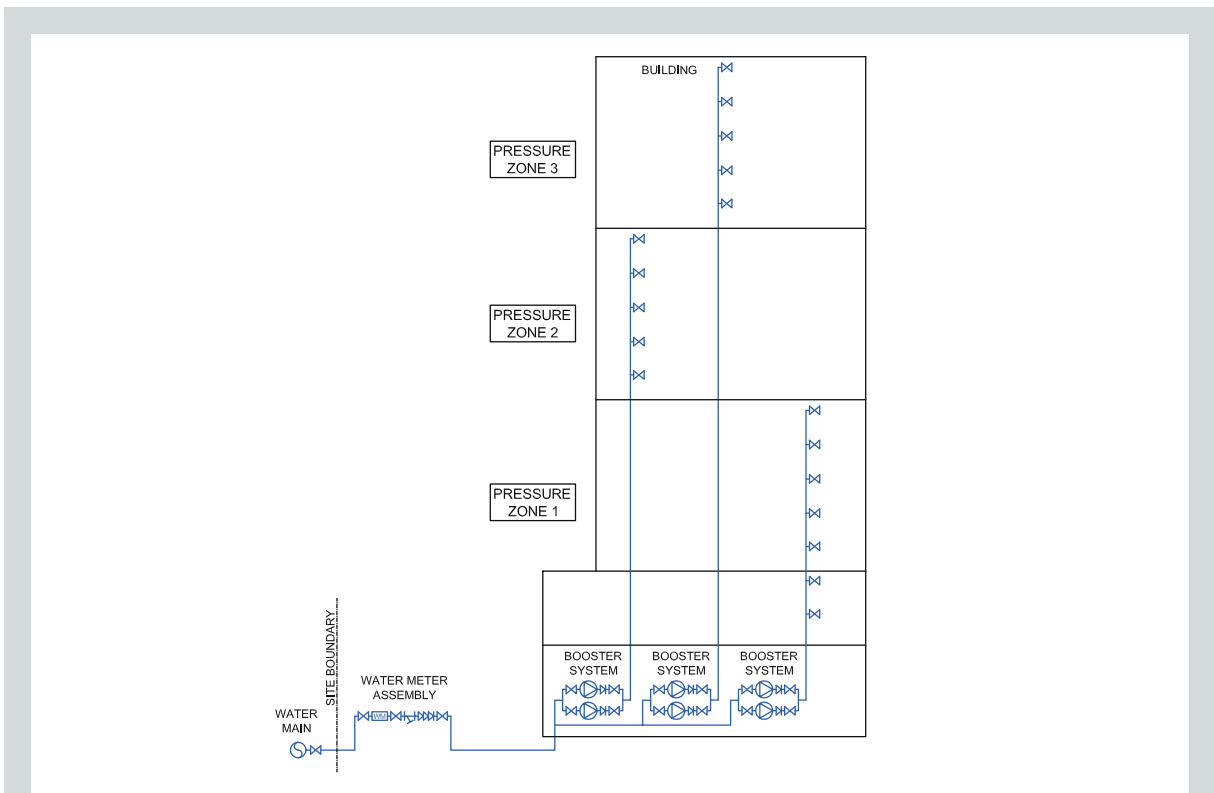 BUILDING
PRESSURE
ZONE 3
PRESSURE
ZONE 2
PRESSURE
ZONE 1
SITE BOUNDARY
BOOSTER
SYSTEM
BOOSTER
SYSTEM
BOOSTER
SYSTEM
WATER METER
ASSEMBLY
WM
WATER
MAIN